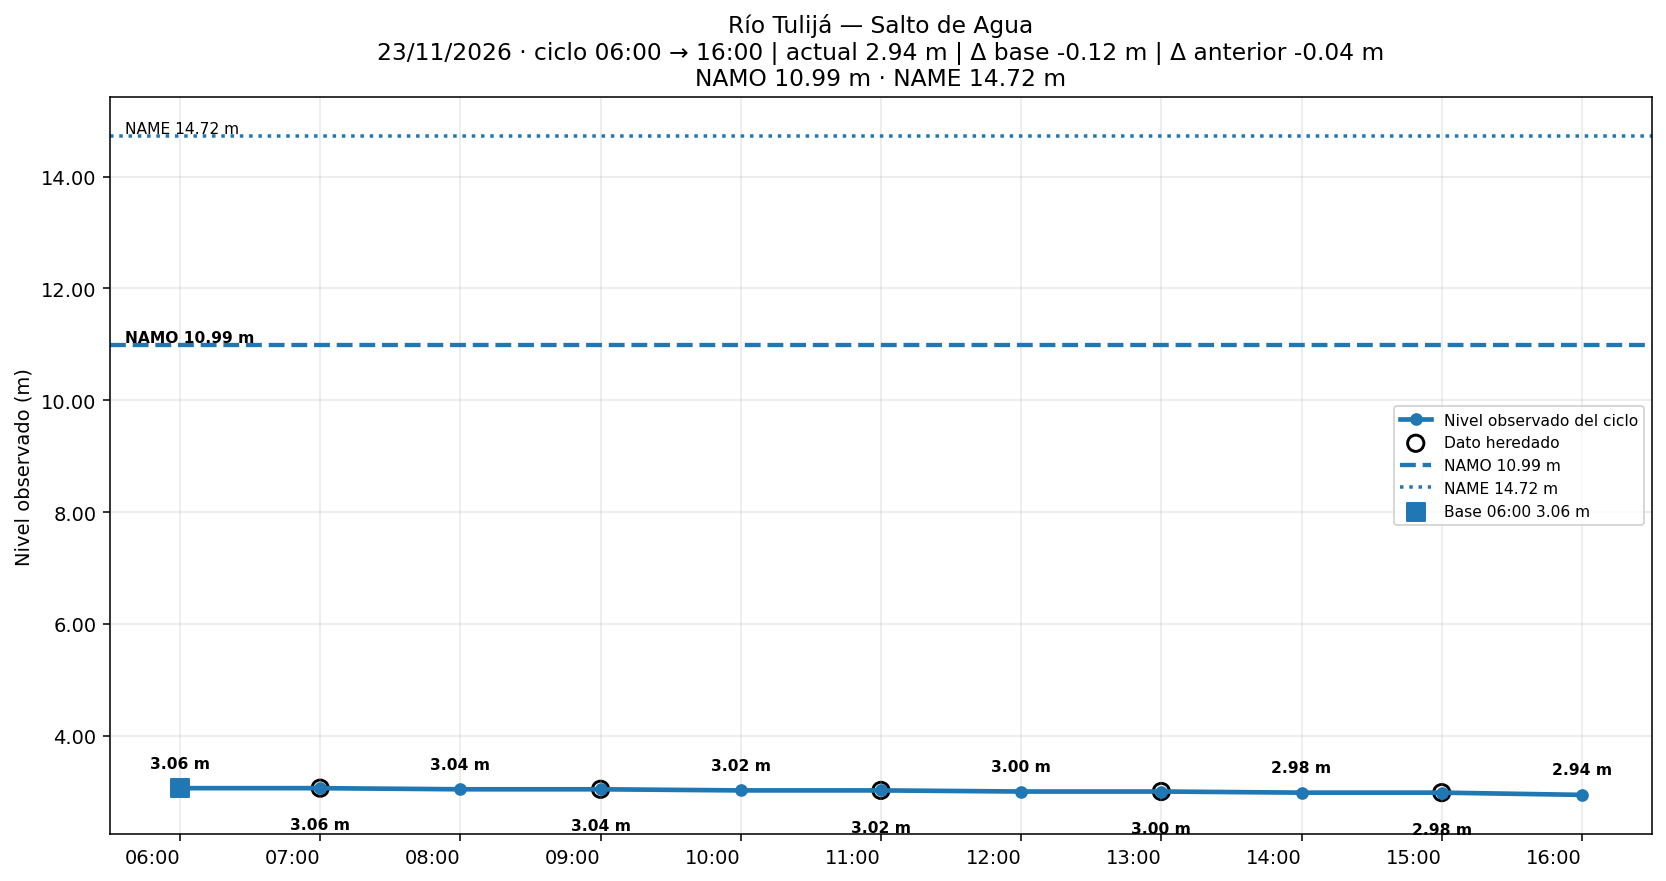 Río Tulijá — Salto de Agua
23/11/2026 · ciclo 06:00 → 16:00 | actual 2.94 m | Δ base -0.12 m | Δ anterior -0.04 m
NAMO 10.99 m · NAME 14.72 m
NAME 14.72 m
14.00
12.00
NAMO 10.99 m
10.00
8.00
6.00
4.00
Nivel observado (m)
Nivel observado del ciclo
Dato heredado
NAMO 10.99 m
NAME 14.72 m
Base 06:00 3.06 m
3.06 m
3.04 m
3.02 m
3.00 m
2.98 m
2.94 m
3.06 m
3.04 m
3.02 m
3.00 m
2.98 m
06:00
07:00
08:00
09:00
10:00
11:00
12:00
13:00
14:00
15:00
16:00